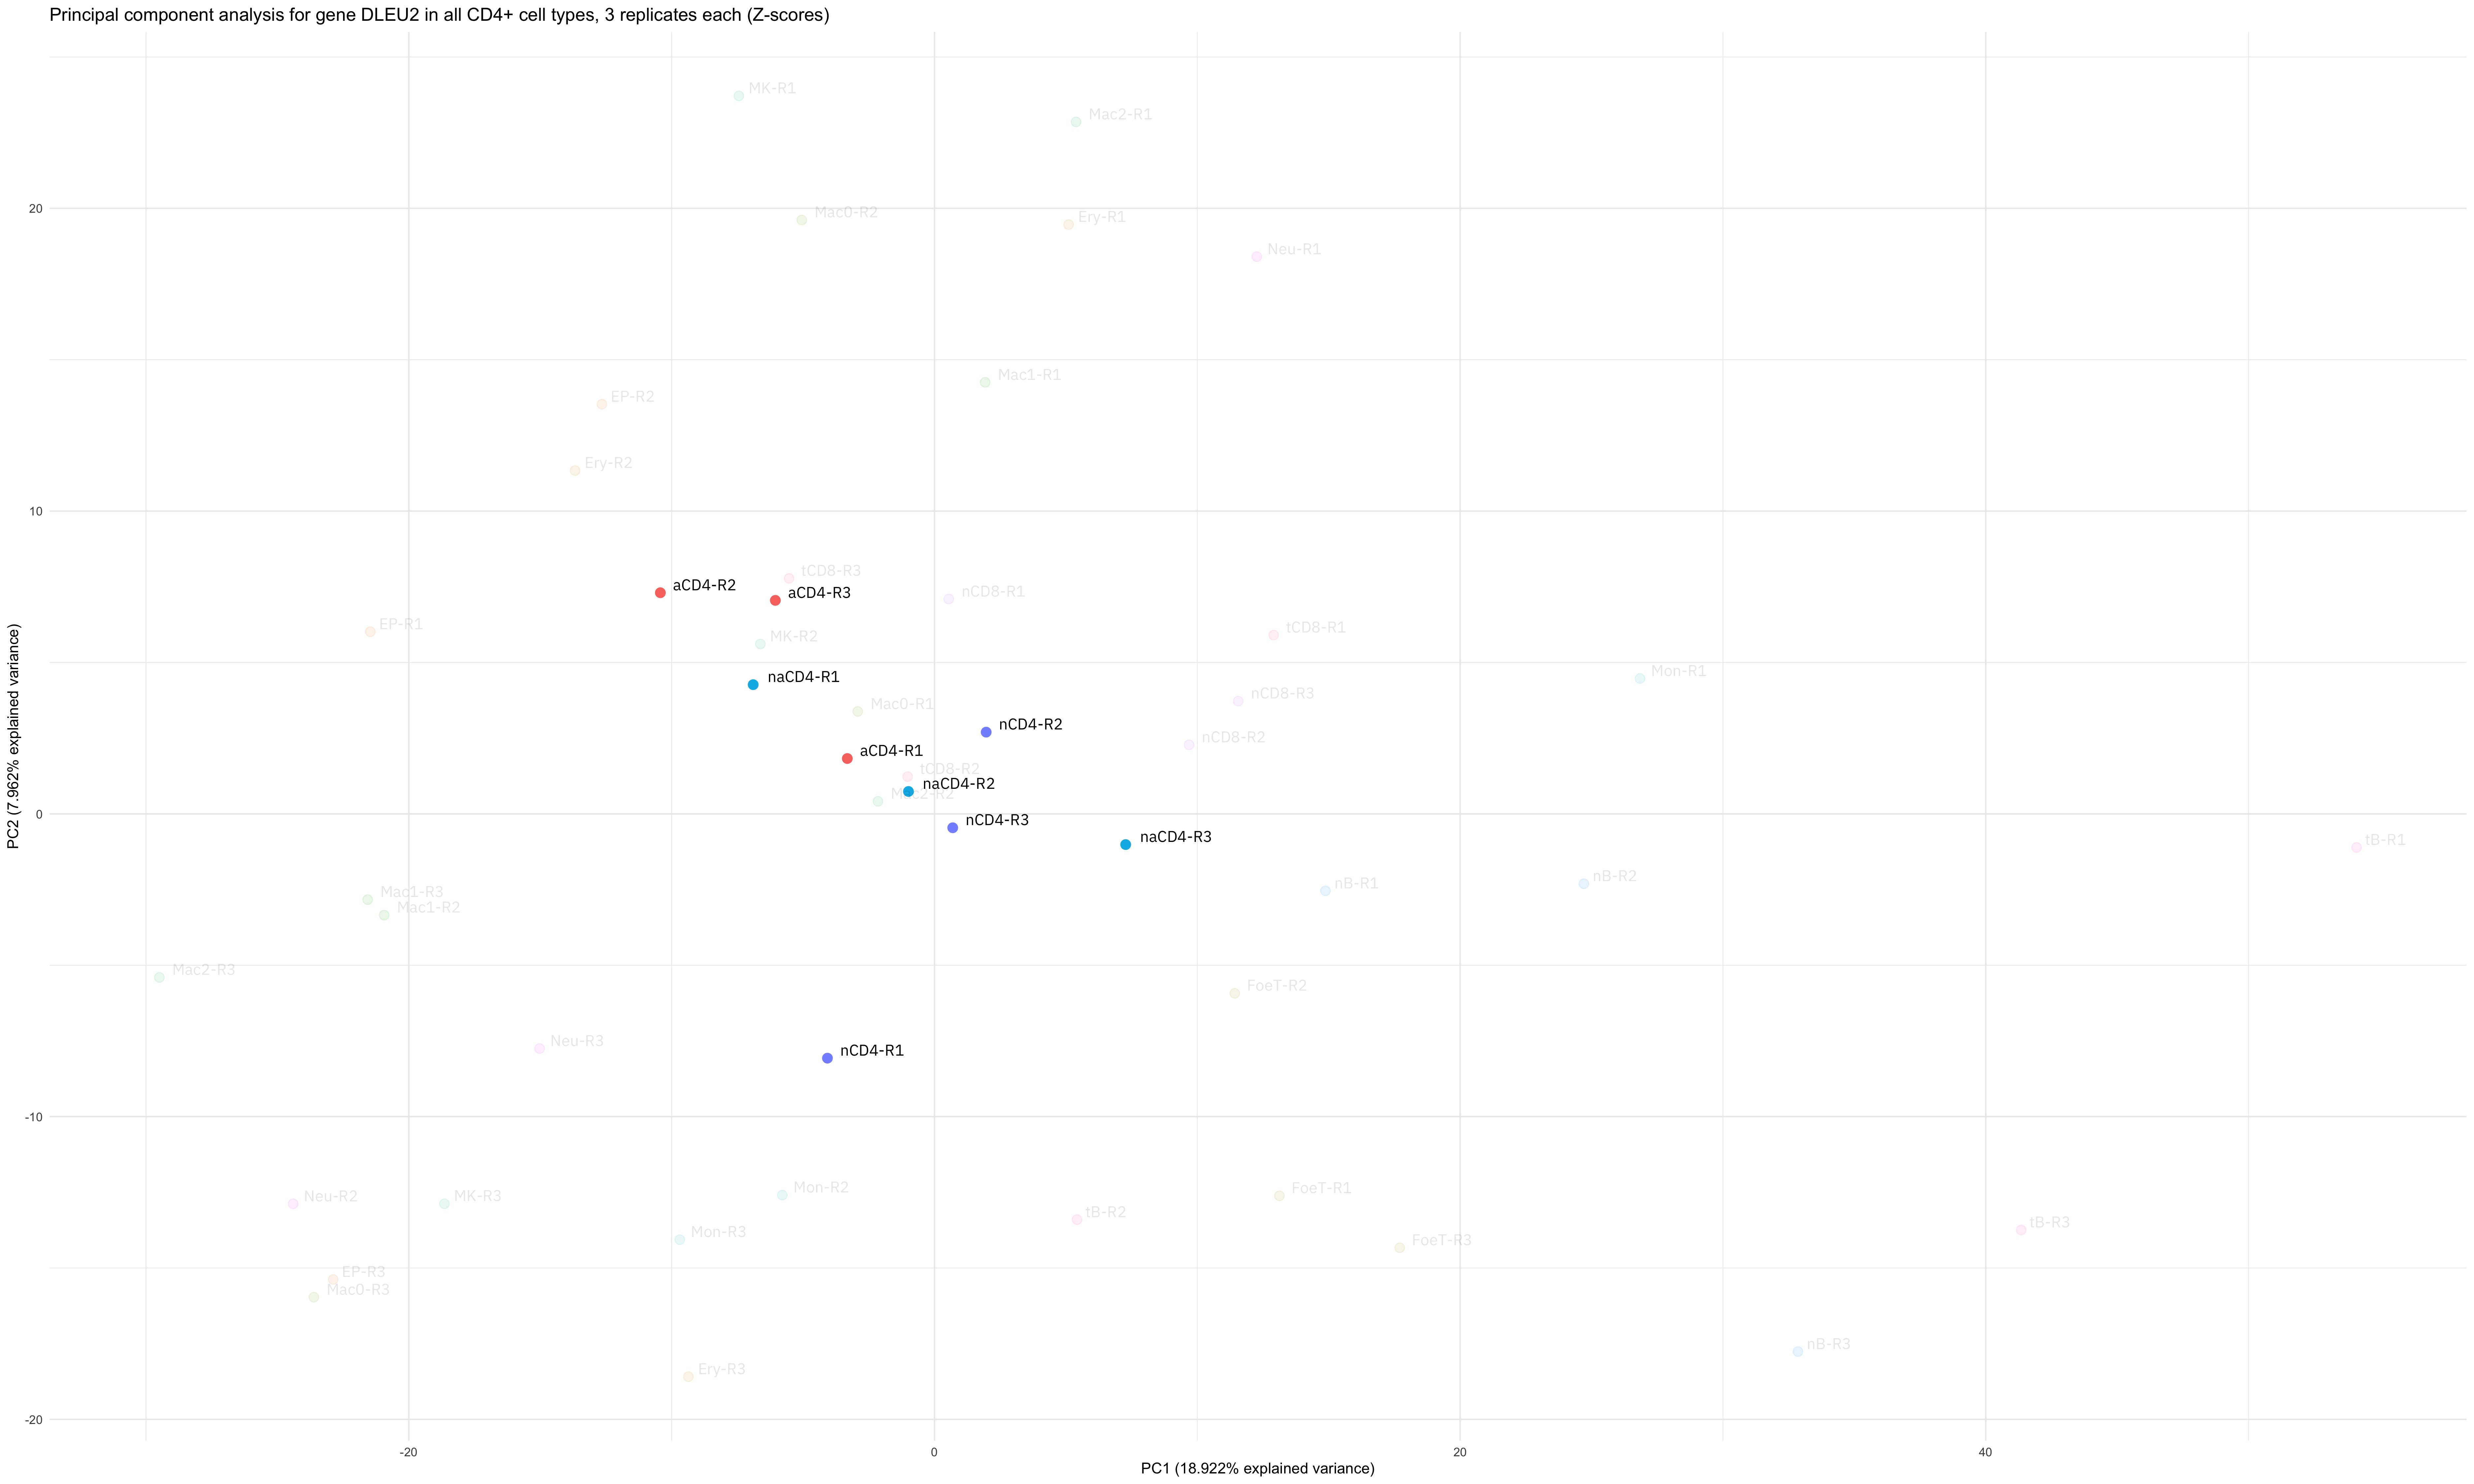 Principal component analysis for gene DLEU2 in all CD4+ cell types, 3 replicates each (Z-scores)
MK-R1
Mac2-R1
Mac0-R2
Ery-R1
20
Neu-R1
Mac1-R1
EP-R2
Ery-R2
10
tCD8-R3
aCD4-R2
aCD4-R3
nCD8-R1
EP-R1
tCD8-R1
MK-R2
naCD4-R1
Mon-R1
nCD8-R3
Mac0-R1
nCD4-R2
nCD8-R2
aCD4-R1
tCD8-R2
naCD4-R2
Mac2-R2
0
nCD4-R3
naCD4-R3
tB-R1
nB-R2
nB-R1
Mac1-R3
Mac1-R2
Mac2-R3
FoeT-R2
Neu-R3
nCD4-R1
-10
Mon-R2
FoeT-R1
Neu-R2
MK-R3
tB-R2
tB-R3
Mon-R3
FoeT-R3
EP-R3
Mac0-R3
nB-R3
Ery-R3
-20
-20
0
20
40
PC1 (18.922% explained variance)
PC2 (7.962% explained variance)